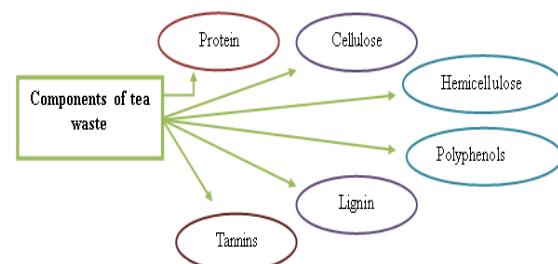 Protein
Cellulose
Components of tea
waste
Hemicellulose
Polyphenols
Lignin
Tannins